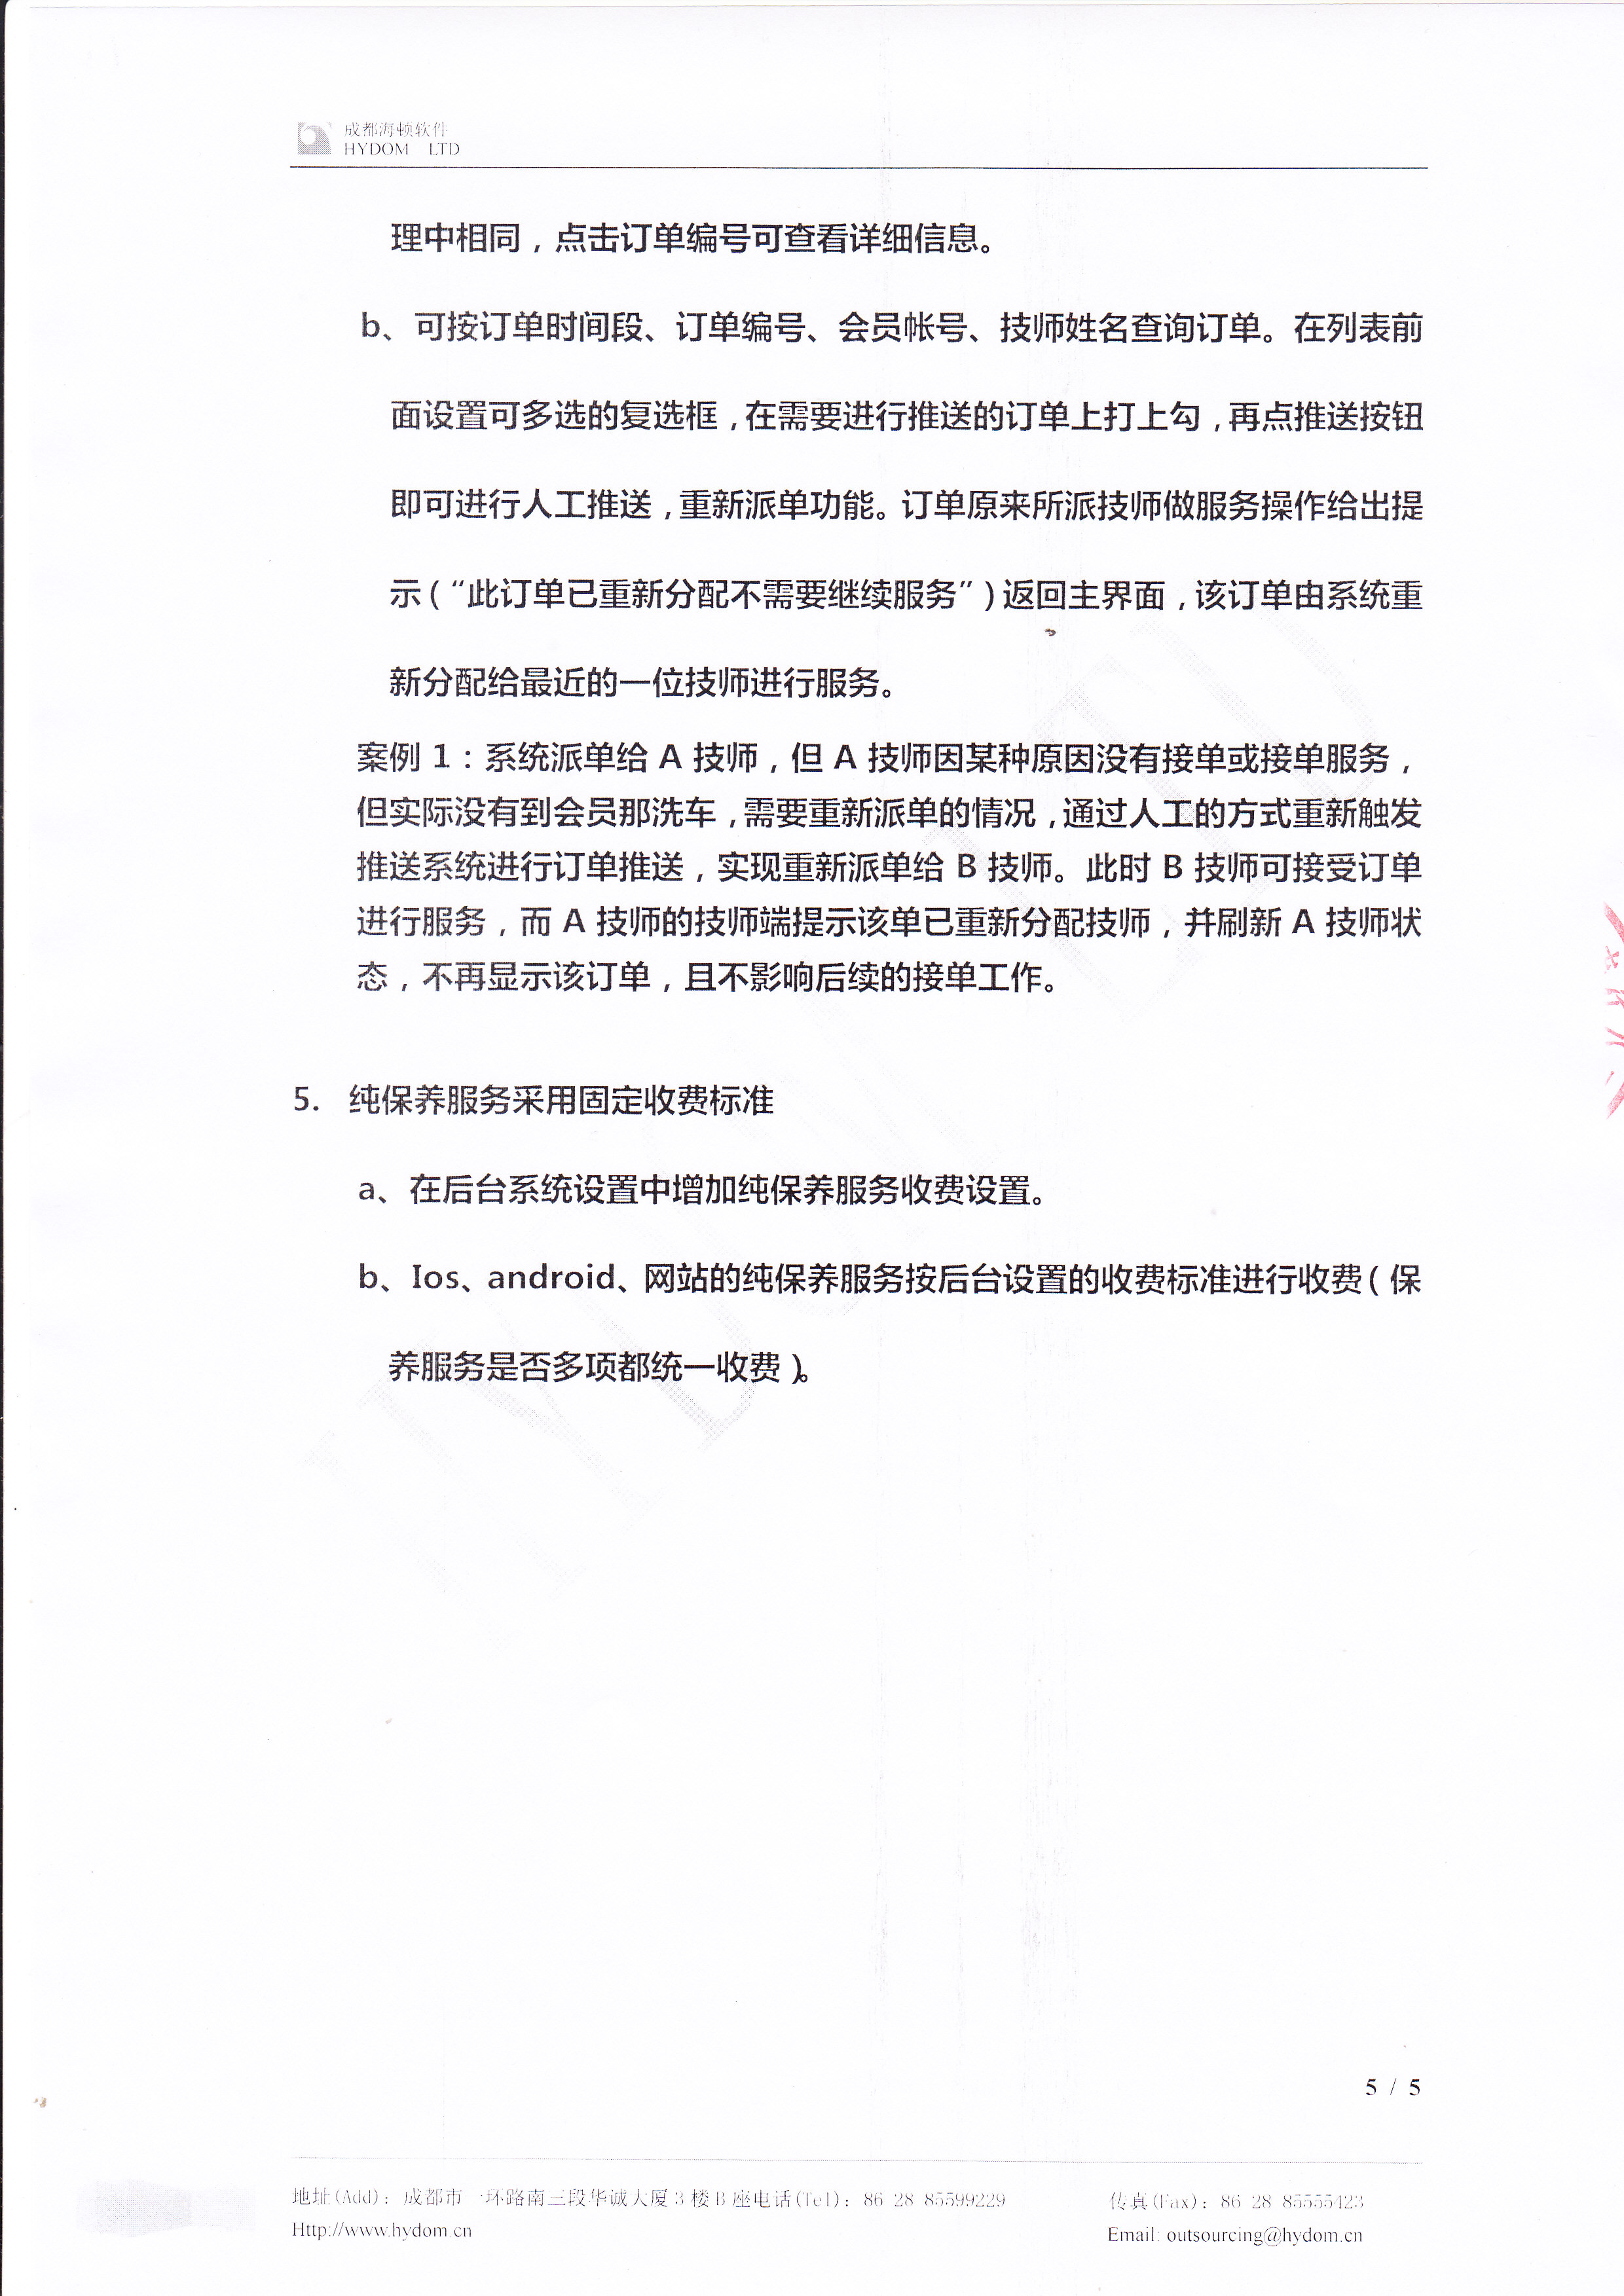 成都海顿软件
HYDOM LTD
理中相同，点击订单编号可查看详细信息。
b、可按订单时间段、订单编号、会员帐号、技师姓名查询订单。在列表前
面设置可多选的复选框，在需要进行推送的订单上打上勾，再点推送按钮
即可进行人工推送，重新派单功能。订单原来所派技师做服务操作给出提
示（“此订单已重新分配不需要继续服务”）返回主界面，该订单由系统重
新分配给最近的一位技师进行服务。
案例 1：系统派单给 A 技师，但 A 技师因某种原因没有接单或接单服务，
但实际没有到会员那洗车，需要重新派单的情况，通过人工的方式重新触发
推送系统进行订单推送，实现重新派单给 B 技师。此时 B 技师可接受订单
进行服务，而 A 技师的技师端提示该单已重新分配技师，并刷新 A 技师状
态，不再显示该订单，且不影响后续的接单工作。
5. 纯保养服务采用固定收费标准
a、在后台系统设置中增加纯保养服务收费设置。
b、Ios、android、网站的纯保养服务按后台设置的收费标准进行收费（保
养服务是否多项都统一收费）。
5 / 5
地址(Add): 成都市一环路南三段华诚大厦3楼B座电话(Tel): 86 28 85599229 传真(Fax): 86 28 85555423
Http://www.hydom.cn Email: outsourcing@hydom.cn